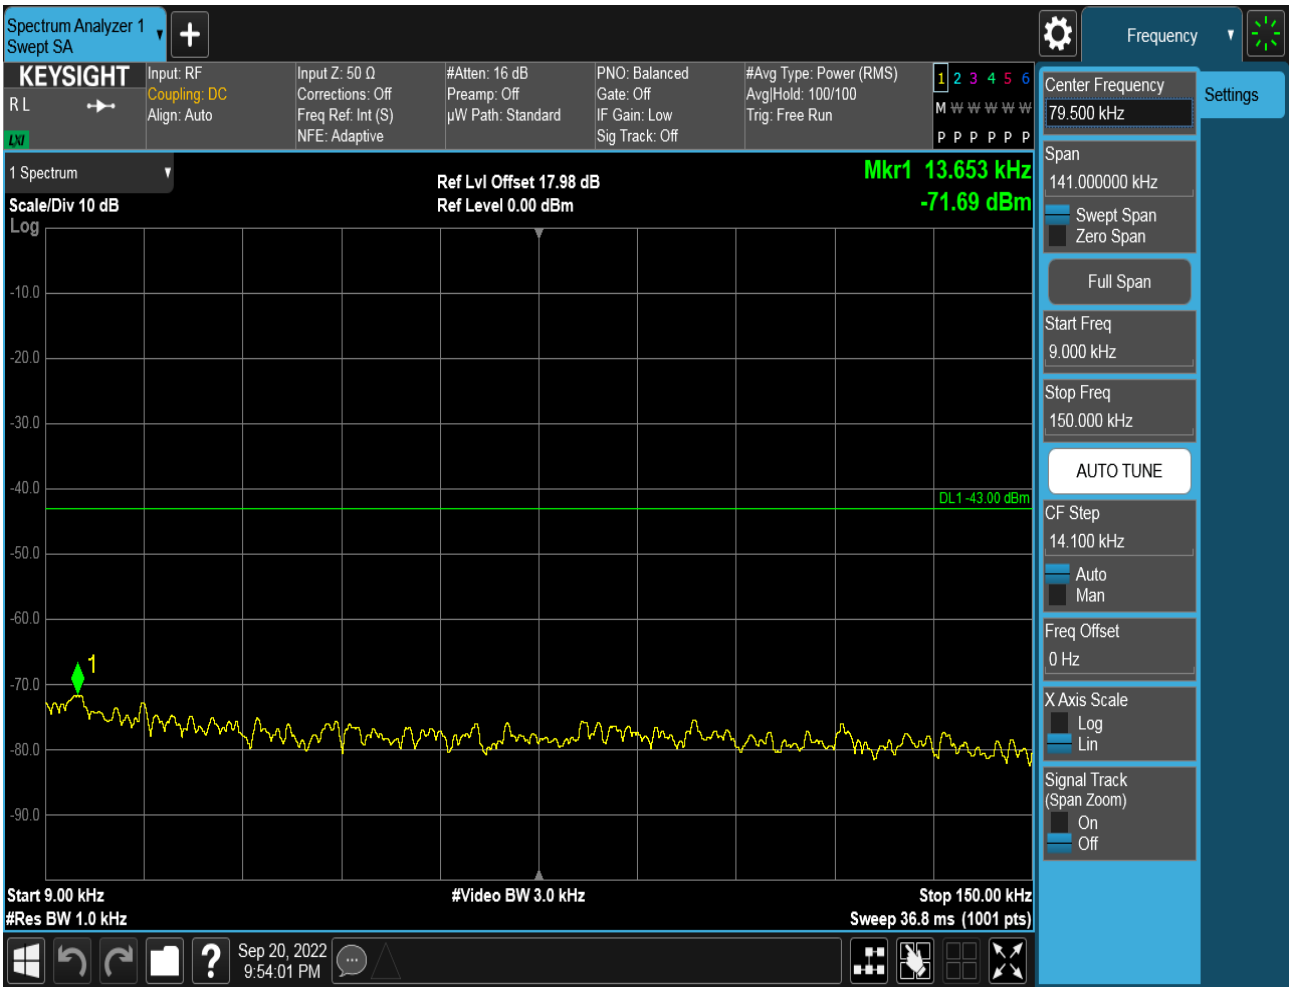 Spectrum Analyzer 1
Swept SA
Frequency
KEYSIGHT
R L
LXI
Input: RF
Coupling: DC
Align: Auto
Input Z: 50 Ω
Corrections: Off
Freq Ref: Int (S)
NFE: Adaptive
#Atten: 16 dB
Preamp: Off
µW Path: Standard
PNO: Balanced
Gate: Off
IF Gain: Low
Sig Track: Off
#Avg Type: Power (RMS)
Avg|Hold: 100/100
Trig: Free Run
1 2 3 4 5 6
M W W W W W
P P P P P P
1 Spectrum
Scale/Div 10 dB
Log
Ref Lvl Offset 17.98 dB
Ref Level 0.00 dBm
Mkr1 13.653 kHz
-71.69 dBm
-10.0
-20.0
-30.0
-40.0
DL1 -43.00 dBm
-50.0
-60.0
1
-70.0
-80.0
-90.0
Start 9.00 kHz
#Res BW 1.0 kHz
#Video BW 3.0 kHz
Stop 150.00 kHz
Sweep 36.8 ms (1001 pts)
?
Sep 20, 2022
9:54:01 PM
Center Frequency
79.500 kHz
Settings
Span
141.000000 kHz
Swept Span
Zero Span
Full Span
Start Freq
9.000 kHz
Stop Freq
150.000 kHz
AUTO TUNE
CF Step
14.100 kHz
Auto
Man
Freq Offset
0 Hz
X Axis Scale
Log
Lin
Signal Track
(Span Zoom)
On
Off